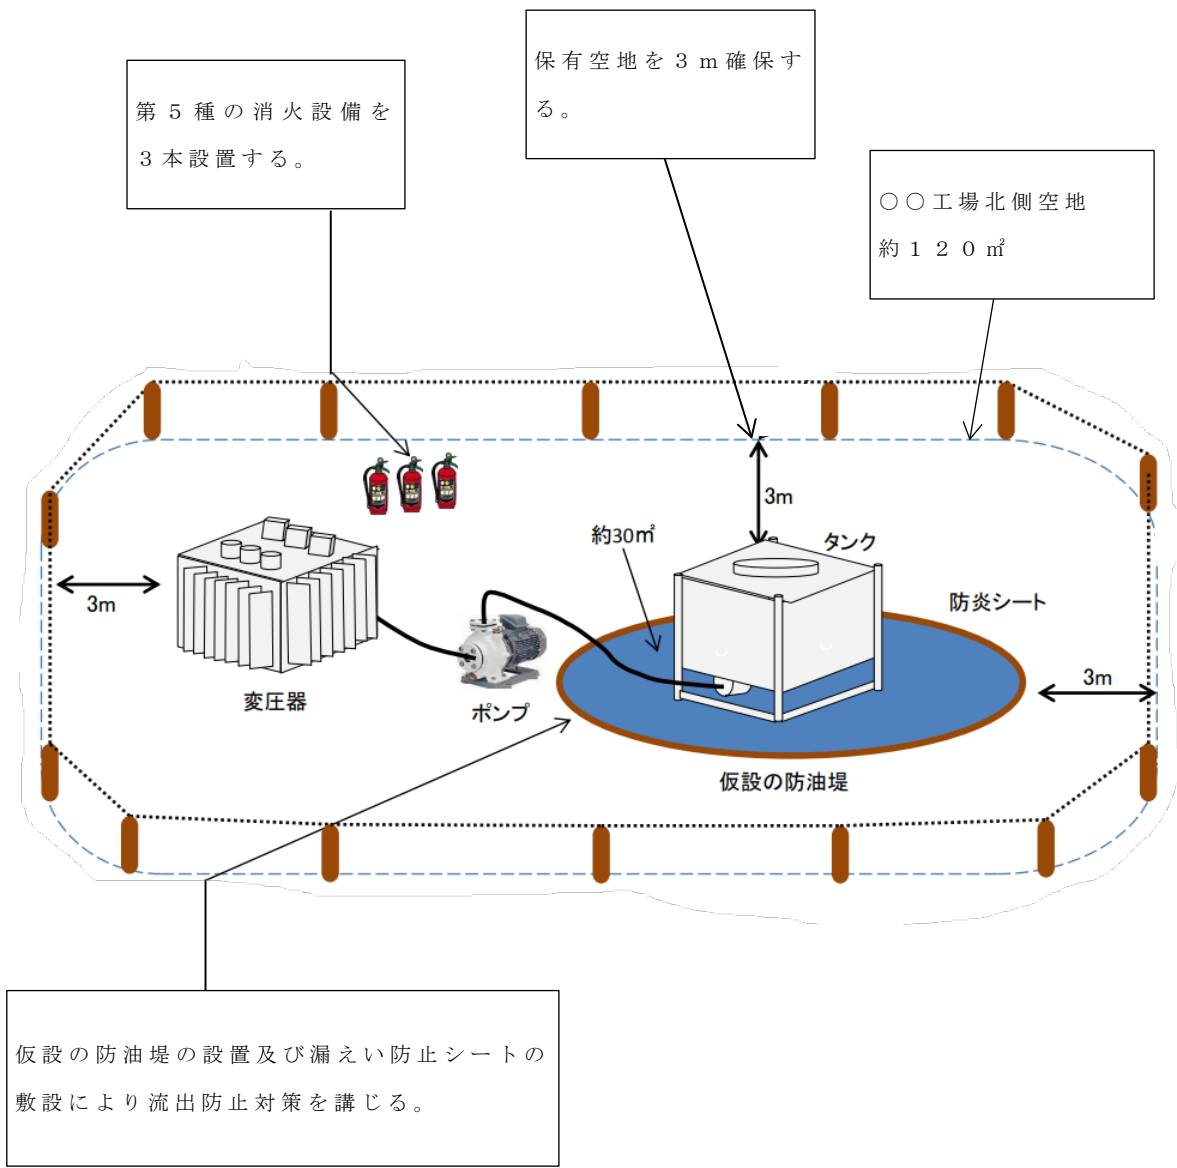 保有空地を３ｍ確保す
る。
第５種の消火設備を
３本設置する。
○○工場北側空地
約１２０㎡
3m
約30㎡
タンク
防炎シート
3m
3m
変圧器
ポンプ
仮設の防油堤
仮設の防油堤の設置及び漏えい防止シートの
敷設により流出防止対策を講じる。